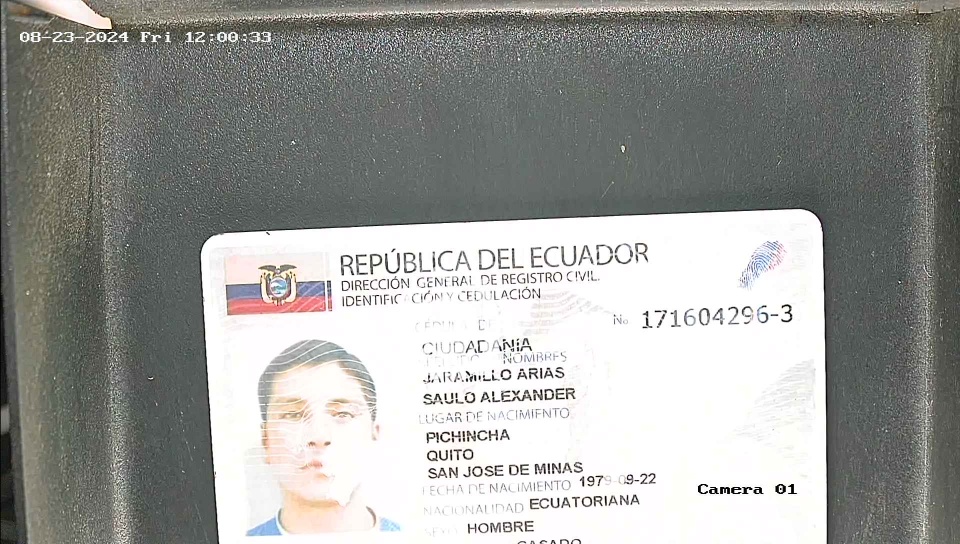 08-23-2024 Fri 12:00:33
REPÚBLICA DEL ECUADOR
DIRECCIÓN GENERAL DE REGISTRO CIVIL,
IDENTIFICACIÓN Y CEDULACIÓN
CÉDULA DE
No. 171604296-3
CIUDADANÍA
NOMBRES
JARAMILLO ARIAS
SAULO ALEXANDER
LUGAR DE NACIMIENTO
PICHINCHA
QUITO
SAN JOSE DE MINAS
FECHA DE NACIMIENTO 1979-09-22
NACIONALIDAD ECUATORIANA
SEXO HOMBRE
CASADO
Camera 01